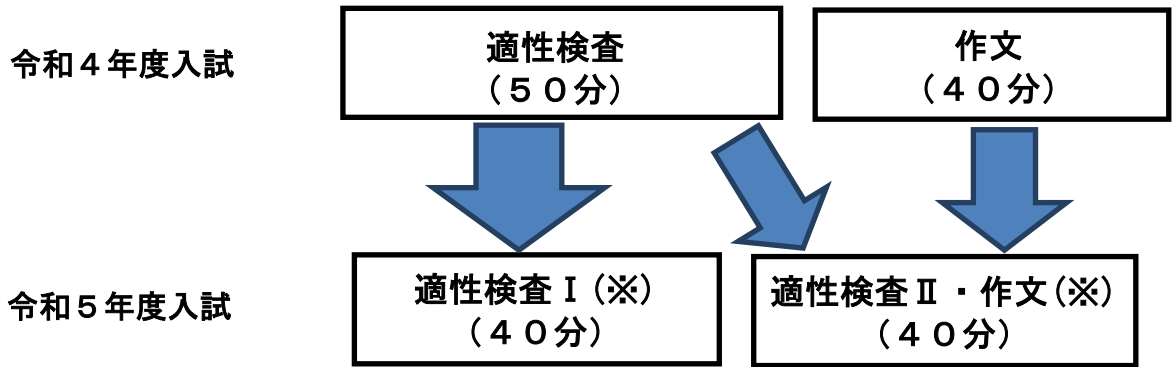 令和４年度入試
適性検査
（５０分）
作文
（４０分）
令和５年度入試
適性検査Ⅰ（※）
（４０分）
適性検査Ⅱ・作文（※）
（４０分）